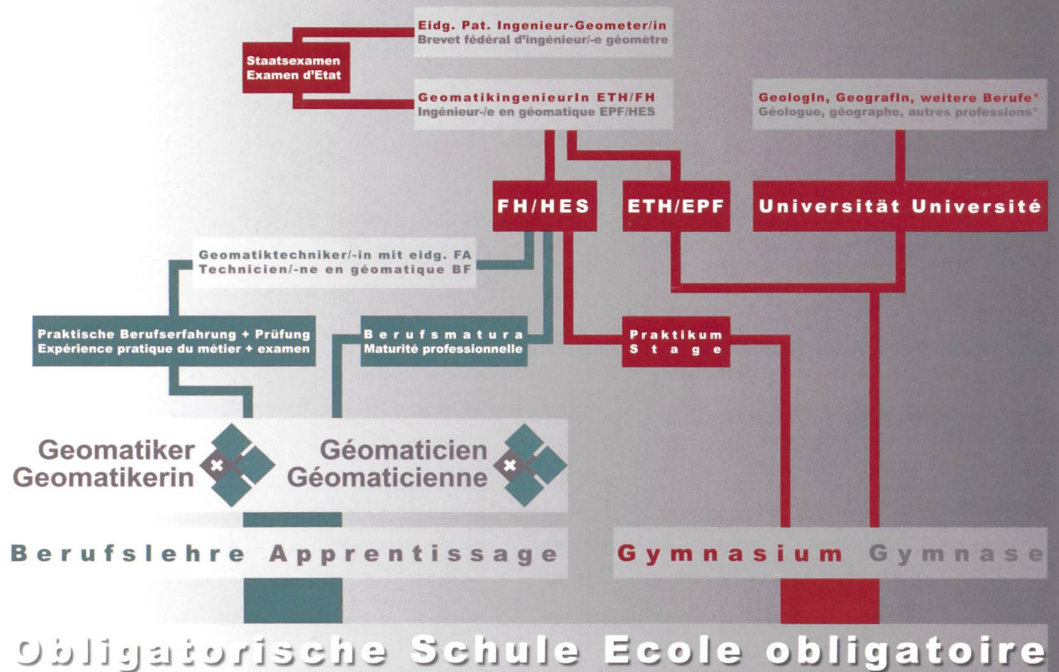 Eidg. Pat. Ingenieur-Geometer/in
Brevet fédéral d'ingénieur/-e géomètre
Staatsexamen
Examen d'Etat
GeomatikingenieurIn ETH/FH
Ingénieur-/e en géomatique EPF/HES
GeologIn, GeografIn, weitere Berufe*
Géologue, géographe, autres professions*
FH/HES
ETH/EPF
Universität Université
Geomatiktechniker/-in mit eidg. FA
Technicien/-ne en géomatique BF
Praktische Berufserfahrung + Prüfung
Expérience pratique du métier + examen
Berufsmatura
Maturité professionnelle
Praktikum
Stage
Geomatiker
Geomatikerin
Géomaticien
Géomaticienne
Berufslehre Apprentissage
Gymnasium Gymnase
Obligatorische Schule Ecole obligatoire